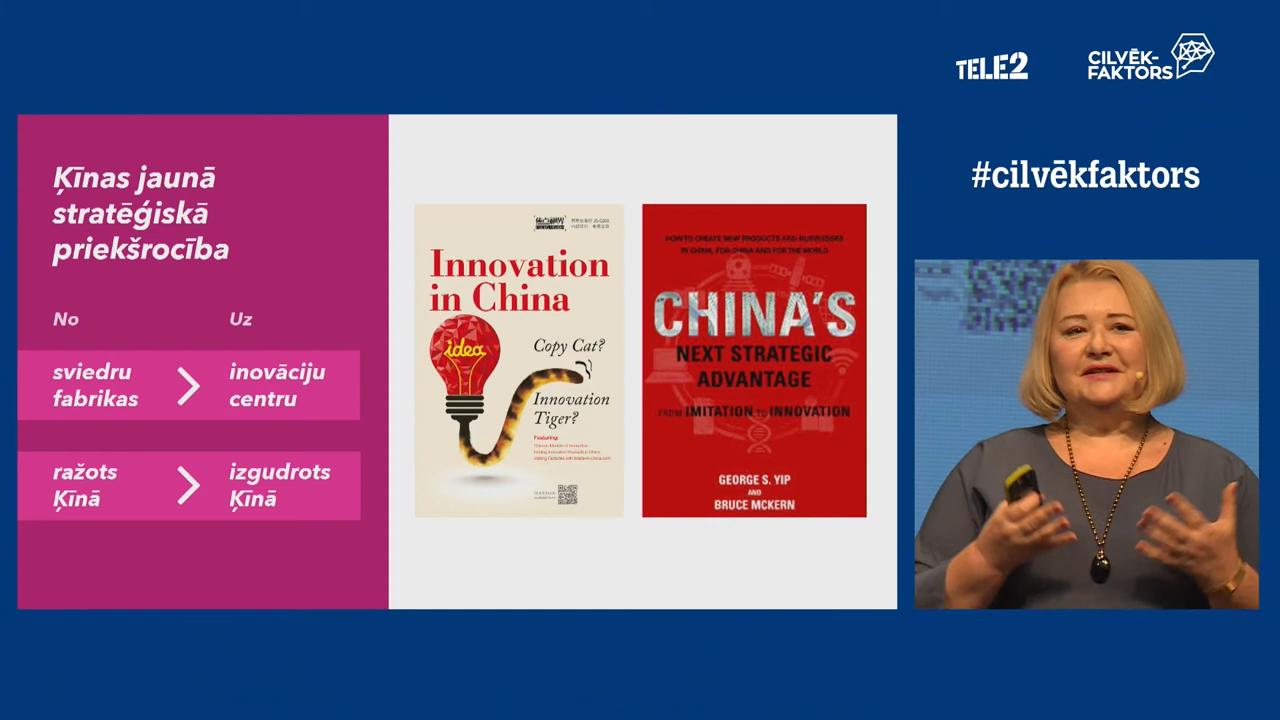 TELE2
CILVĒK-
FAKTORS
#cilvēkfaktors
Ķīnas jaunā
stratēģiskā
priekšrocība
No
Uz
sviedru
fabrikas
inovāciju
centru
ražots
Ķīnā
izgudrots
Ķīnā
Innovation
in China
idea
Copy Cat?
Innovation
Tiger?
Featuring:
HOW TO CREATE NEW PRODUCTS AND BUSINESSES
IN CHINA, FOR CHINA AND FOR THE WORLD
CHINA'S
NEXT STRATEGIC
ADVANTAGE
FROM IMITATION TO INNOVATION
GEORGE S. YIP
AND
BRUCE MCKERN